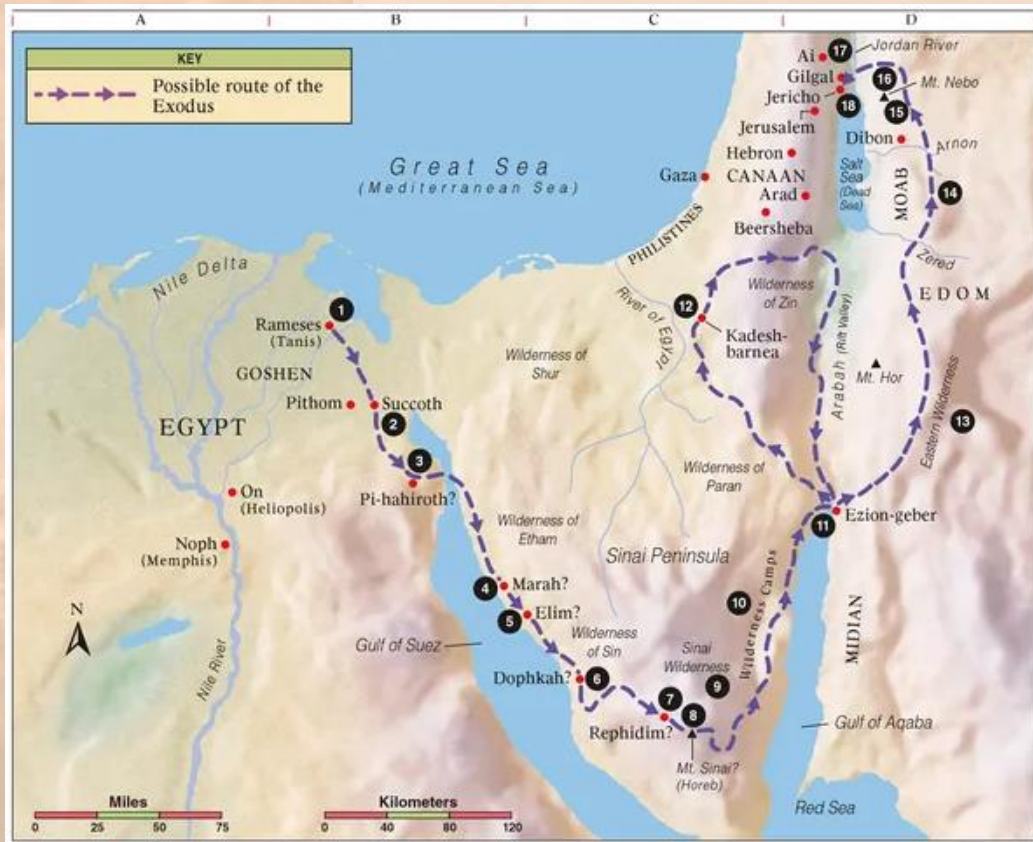 A
B
C
D
KEY
Possible route of the
Exodus
Great Sea
(Mediterranean Sea)
Ai
17
Jordan River
Gilgal
16
Jericho
Mt. Nebo
18
15
Jerusalem
Dibon
Arnon
Hebron
Gaza
CANAAN
Salt
Sea
(Dead
Sea)
MOAB
14
Arad
Beersheba
PHILISTINES
Zered
Nile Delta
EDOM
1
12
Wilderness
of Zin
River of Egypt
Rameses
(Tanis)
Kadesh-
barnea
Arabah (Rift Valley)
Wilderness of
Shur
GOSHEN
Mt. Hor
Pithom
Succoth
EGYPT
2
13
Eastern Wilderness
3
Wilderness of
Paran
Pi-hahiroth?
On
(Heliopolis)
11
Ezion-geber
Wilderness of
Etham
Noph
(Memphis)
Sinai Peninsula
4
Marah?
10
Wilderness Camps
N
5
Elim?
MIDIAN
Gulf of Suez
Wilderness
of Sin
Sinai
Wilderness
Nile River
Dophkah?
6
9
7
8
Rephidim?
Gulf of Aqaba
Mt. Sinai?
(Horeb)
Miles
0 25 50 75
Kilometers
0 40 80 120
Red Sea